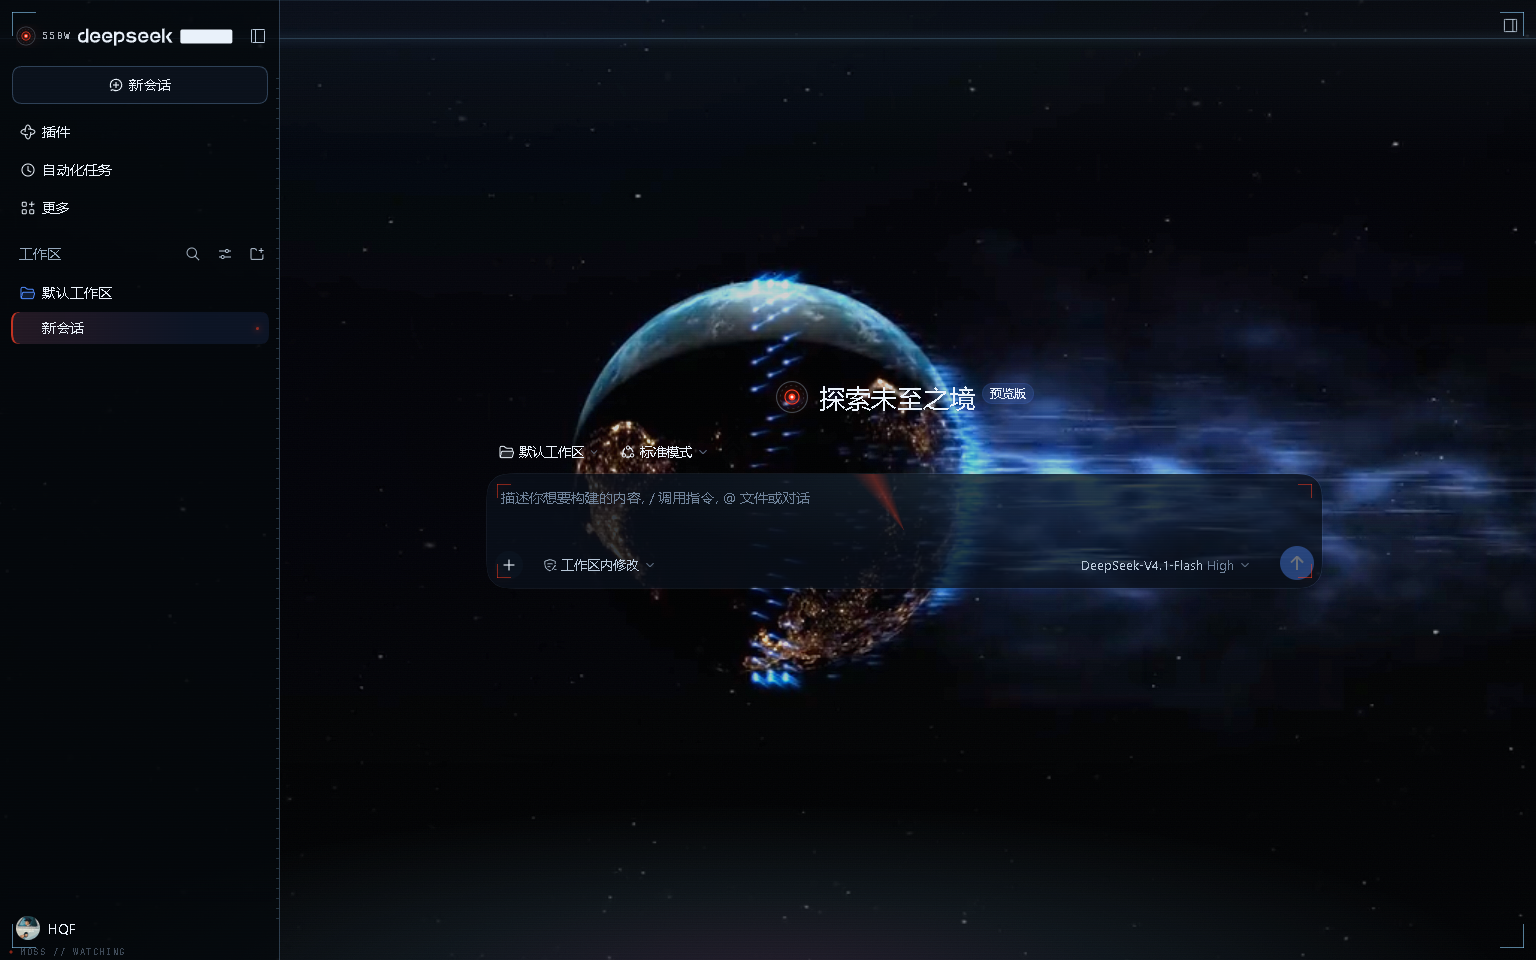 550W deepseek
新会话
插件
自动化任务
更多
工作区
默认工作区
新会话
探索未至之境 预览版
默认工作区 标准模式
描述你想要构建的内容, / 调用指令, @ 文件或对话
工作区内修改 DeepSeek-V4.1-Flash High
HQF
MOSS // WATCHING